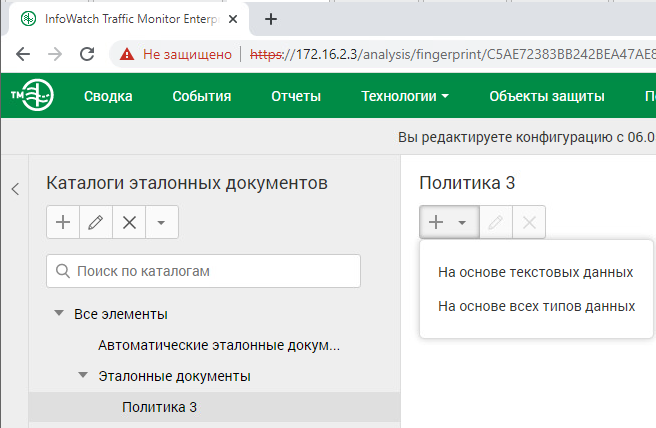 InfoWatch Traffic Monitor Enterp
Не защищено
https://172.16.2.3/analysis/fingerprint/C5AE72383BB242BEA47AE8
TM
Сводка
События
Отчеты
Технологии
Объекты защиты
Вы редактируете конфигурацию с 06.0
Каталоги эталонных документов
Поиск по каталогам
Все элементы
Автоматические эталонные докум...
Эталонные документы
Политика 3
Политика 3
На основе текстовых данных
На основе всех типов данных